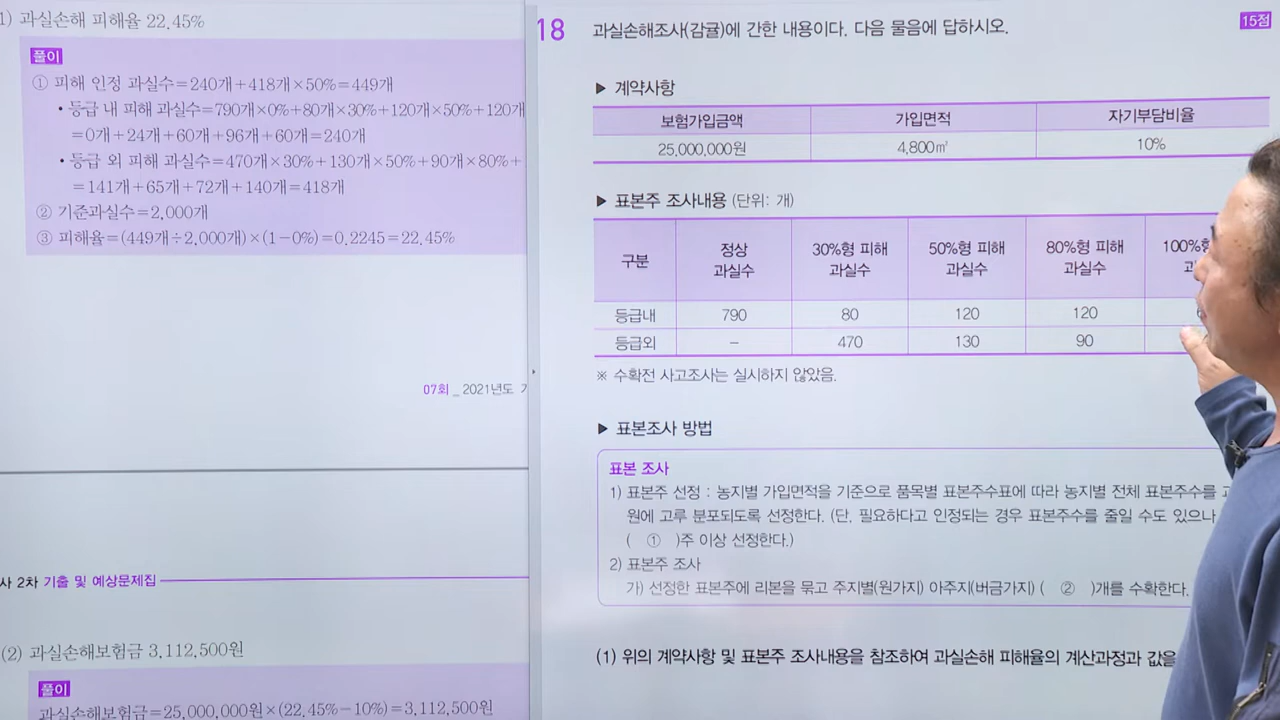 1) 과실손해 피해율 22.45%
풀이
① 피해 인정 과실수=240개+418개×50%=449개
• 등급 내 피해 과실수=790개×0%+80개×30%+120개×50%+120개
=0개+24개+60개+96개+60개=240개
• 등급 외 피해 과실수=470개×30%+130개×50%+90개×80%+
=141개+65개+72개+140개=418개
② 기준과실수=2,000개
③ 피해율=(449개÷2,000개)×(1-0%)=0.2245=22.45%
07회 _ 2021년도
사 2차 기출 및 예상문제집
(2) 과실손해보험금 3,112,500원
풀이
과실손해보험금=25,000,000원×(22.45%-10%)=3,112,500원
18 과실손해조사(감귤)에 간한 내용이다. 다음 물음에 답하시오. 15점
▶ 계약사항
보험가입금액 가입면적 자기부담비율
25,000,000원 4,800㎡ 10%
▶ 표본주 조사내용 (단위: 개)
구분 정상 과실수 30%형 피해 과실수 50%형 피해 과실수 80%형 피해 과실수 100%
등급내 790 80 120 120
등급외 - 470 130 90
※ 수확전 사고조사는 실시하지 않았음.
▶ 표본조사 방법
표본 조사
1) 표본주 선정 : 농지별 가입면적을 기준으로 품목별 표본주수표에 따라 농지별 전체 표본주수를
원에 고루 분포되도록 선정한다. (단, 필요하다고 인정되는 경우 표본주수를 줄일 수도 있으나
( ① )주 이상 선정한다.)
2) 표본주 조사
가) 선정한 표본주에 리본을 묶고 주지별(원가지) 아주지(버금가지) ( ② )개를 수확한다.
(1) 위의 계약사항 및 표본주 조사내용을 참조하여 과실손해 피해율의 계산과정과 값을